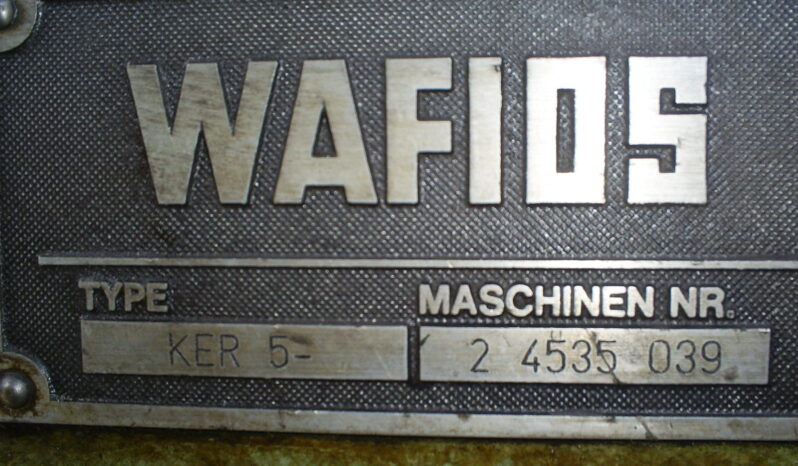 WAFIOS
TYPE MASCHINEN NR.
KER 5- 2 4535 039